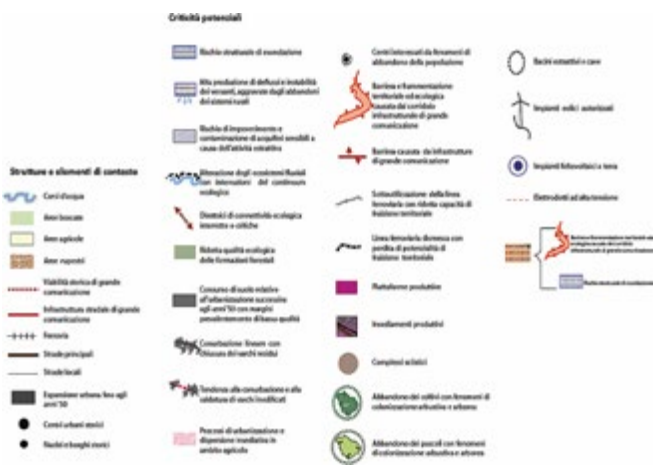 Criticità potenziali
Rischio strutturale di esondazione
Alta produzione di deflussi e instabilità
dei versanti, aggravate dagli abbandoni
dei sistemi rurali
Rischio di impoverimento e
contaminazione di acquiferi sensibili a
causa dell'attività estrattiva
Alterazione degli ecosistemi fluviali
con interruzioni del continuum
ecologico
Direttrici di connettività ecologica
interrotte o critiche
Ridotta qualità ecologica
delle formazioni forestali
Consumo di suolo relativo
all'urbanizzazione successiva
agli anni '50 con margini
prevalentemente di bassa qualità
Conurbazione lineare con
chiusura dei varchi residui
Tendenza alla conurbazione e alla
saldatura di varchi inedificati
Processi di urbanizzazione e
dispersione insediativa in
ambito agricolo
Centri interessati da fenomeni di
abbandono della popolazione
Barriera e frammentazione
territoriale ed ecologica
causata dai corridoi
infrastrutturale di grande
comunicazione
Barriera causata da infrastrutture
di grande comunicazione
Sottoutilizzazione della linea
ferroviaria con ridotta capacità di
fruizione territoriale
Linea ferroviaria dismessa con
perdita di potenzialità di
fruizione territoriale
Piattaforme produttive
Insediamenti produttivi
Complessi sciistici
Abbandono dei coltivi con fenomeni di
colonizzazione arbustiva e arborea
Abbandono dei pascoli con fenomeni
di colonizzazione arbustiva e arborea
Bacini estrattivi e cave
Impianti eolici autorizzati
Impianti fotovoltaici a terra
Elettrodotti ad alta tensione
Strutture e elementi di contesto
Corsi d'acqua
Aree boscate
Aree agricole
Aree rupestri
Viabilità storica di grande
comunicazione
Infrastrutture stradale di grande
comunicazione
Ferrovia
Strade principali
Strade locali
Espansione urbana fino agli
anni '50
Centri urbani storici
Nuclei e borghi storici